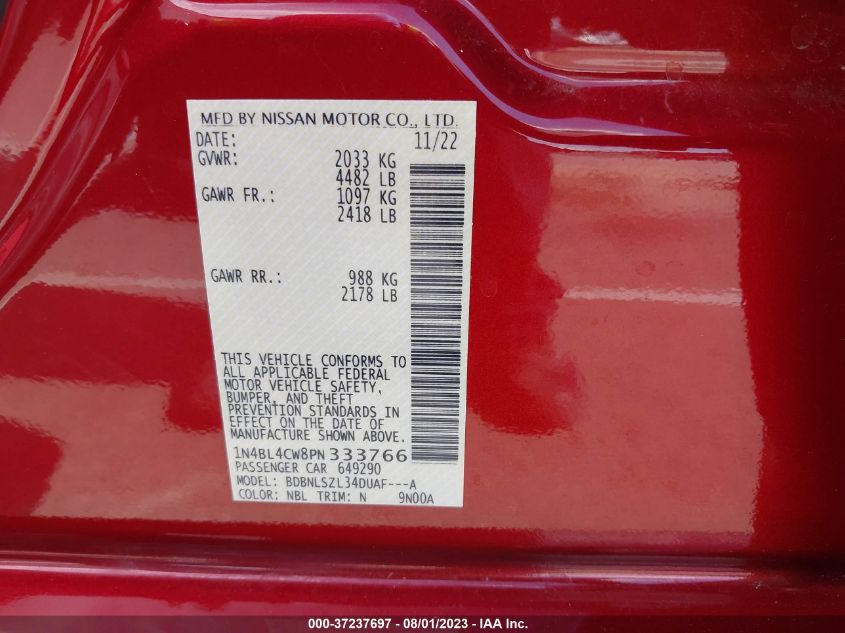 MFD BY NISSAN MOTOR CO., LTD.
DATE: 11/22
GVWR: 2033 KG
4482 LB
GAWR FR.: 1097 KG
2418 LB
GAWR RR.: 988 KG
2178 LB
THIS VEHICLE CONFORMS TO
ALL APPLICABLE FEDERAL
MOTOR VEHICLE SAFETY,
BUMPER, AND THEFT
PREVENTION STANDARDS IN
EFFECT ON THE DATE OF
MANUFACTURE SHOWN ABOVE.
1N4BL4CW8PN333766
PASSENGER CAR 649290
MODEL: BDBNLSZL34DUAF---A
COLOR: NBL TRIM: N 9N00A
000-37237697 - 08/01/2023 - IAA Inc.